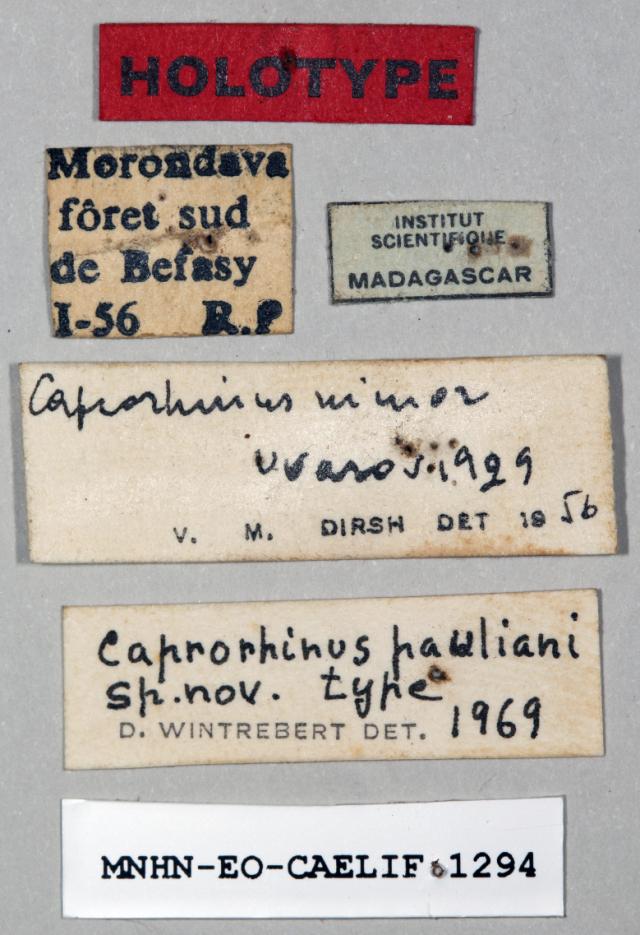 HOLOTYPE
Morondava
fôret sud
de Befasy
I-56 R.P
INSTITUT
SCIENTIFIQUE
MADAGASCAR
Caprorhinus minor
Uvarov.1929
V. M. DIRSH DET 1956
Caprorhinus pauliani
sp.nov. type
D. WINTREBERT DET. 1969
MNHN-EO-CAELIF 1294